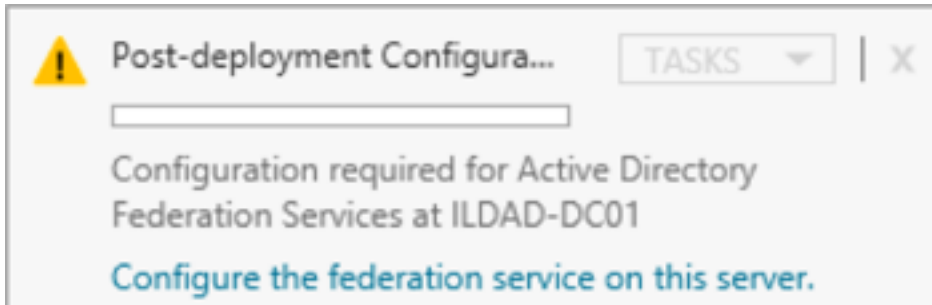 Post-deployment Configura... TASKS X
Configuration required for Active Directory
Federation Services at ILDAD-DC01
Configure the federation service on this server.